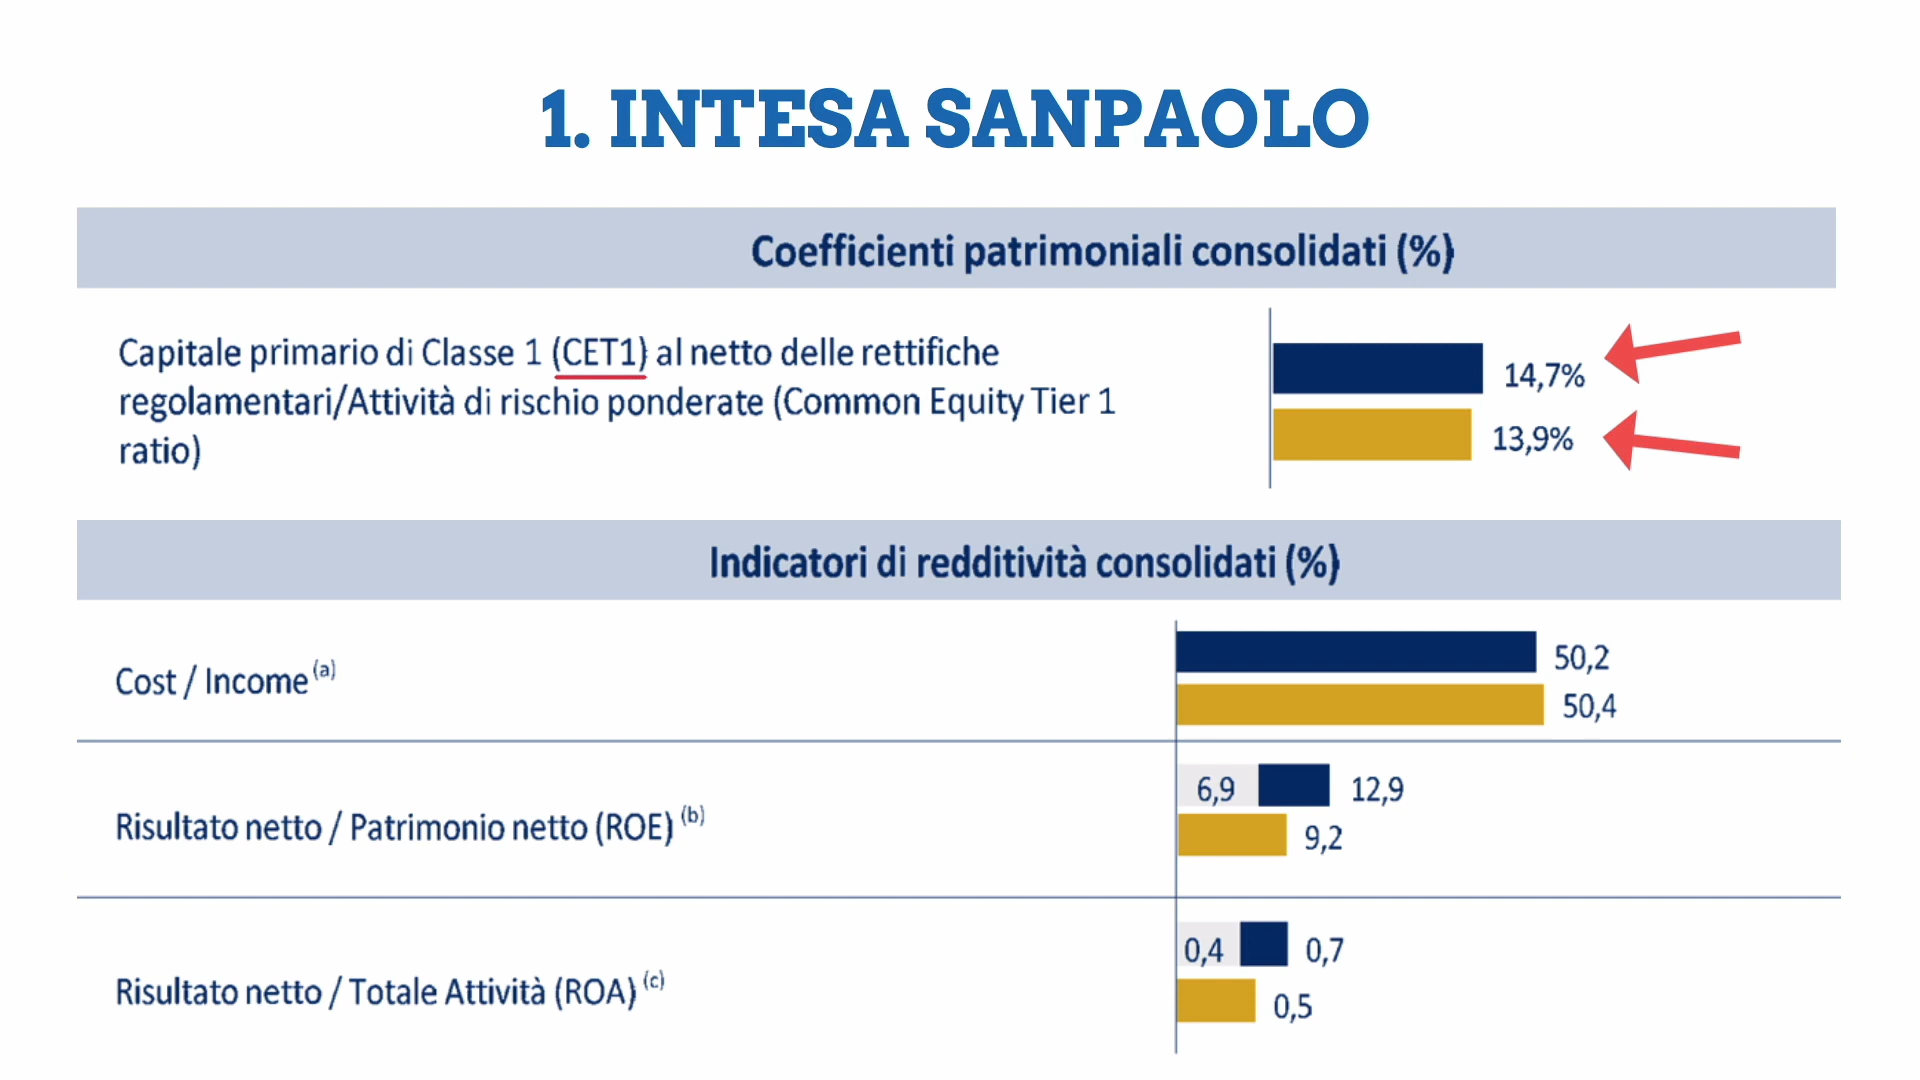 1. INTESA SANPAOLO
Coefficienti patrimoniali consolidati (%)
Capitale primario di Classe 1 (CET1) al netto delle rettifiche
regolamentari/Attività di rischio ponderate (Common Equity Tier 1
ratio)
14,7%
13,9%
Indicatori di redditività consolidati (%)
Cost / Income (a)
50,2
50,4
Risultato netto / Patrimonio netto (ROE) (b)
6,9
12,9
9,2
Risultato netto / Totale Attività (ROA) (c)
0,4
0,7
0,5